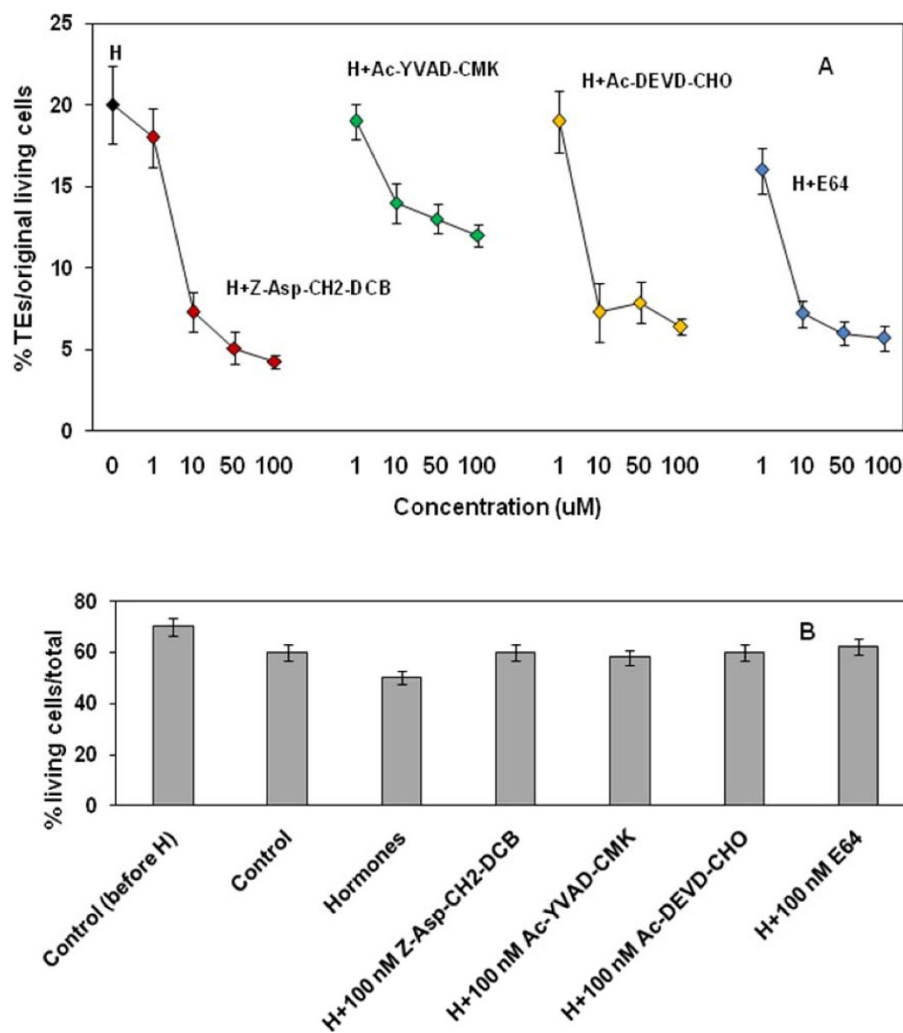 25
20
15
10
5
0
% TEs/original living cells
H
H+Z-Asp-CH2-DCB
H+Ac-YVAD-CMK
H+Ac-DEVD-CHO
H+E64
A
0 1 10 50 100 1 10 50 100 1 10 50 100 1 10 50 100
Concentration (uM)
80
60
40
20
0
% living cells/total
B
Control (before H)
Control
Hormones
H+100 nM Z-Asp-CH2-DCB
H+100 nM Ac-YVAD-CMK
H+100 nM Ac-DEVD-CHO
H+100 nM E64